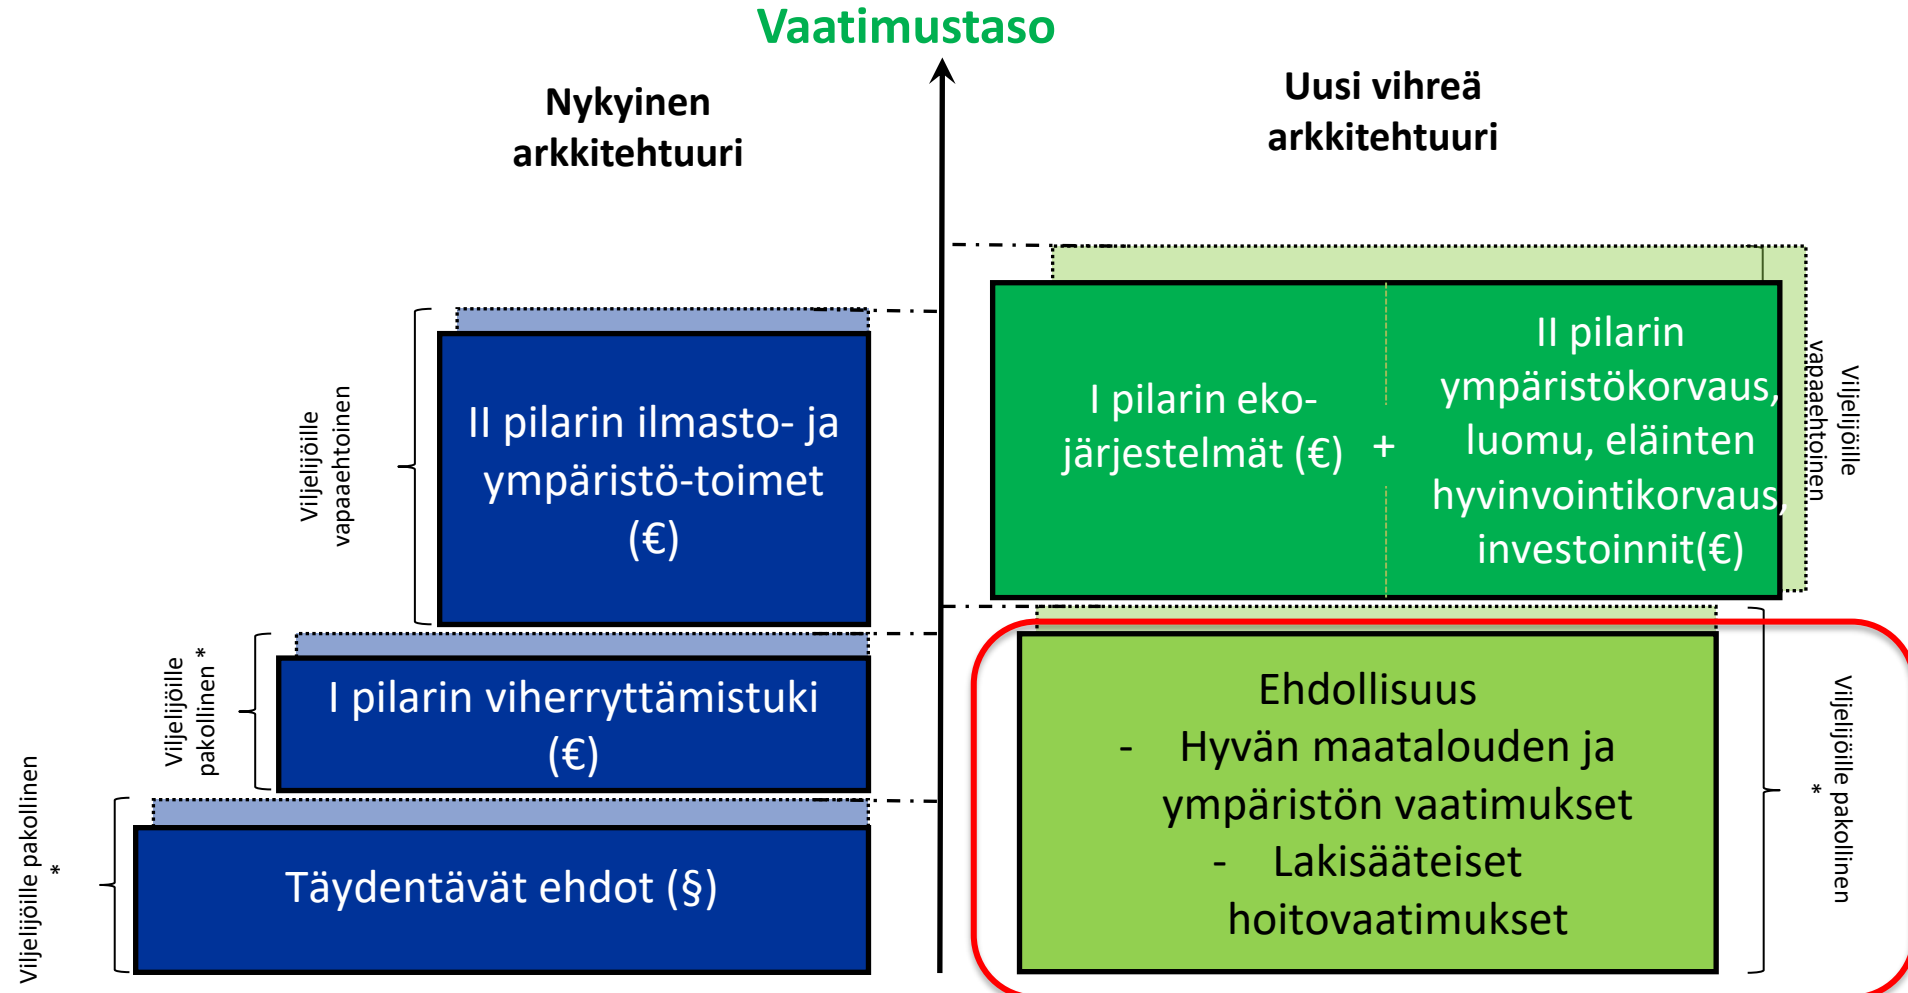 Vaatimustaso
Nykyinen
arkkitehtuuri
Uusi vihreä
arkkitehtuuri
Viljelijöille
vapaaehtoinen
II pilarin ilmasto- ja
ympäristö-toimet
(€)
Viljelijöille
pakollinen *
I pilarin viherryttämistuki
(€)
Viljelijöille pakollinen
*
Täydentävät ehdot (§)
I pilarin eko-
järjestelmät (€)
+
II pilarin
ympäristökorvaus,
luomu, eläinten
hyvinvointikorvaus,
investoinnit(€)
Viljelijöille
vapaaehtoinen
Ehdollisuus
- Hyvän maatalouden ja
ympäristön vaatimukset
- Lakisääteiset
hoitovaatimukset
Viljelijöille pakollinen
*